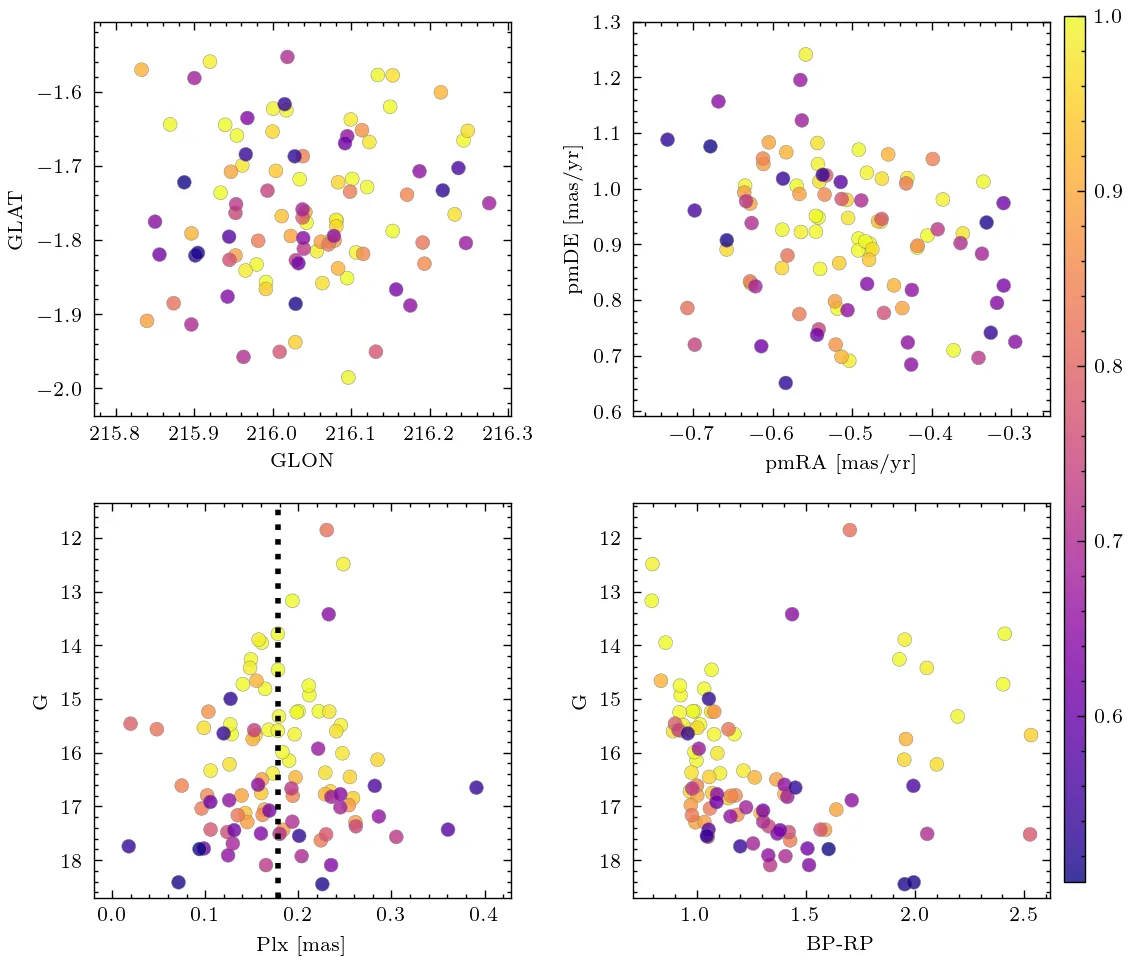 GLAT
−1.6
−1.7
−1.8
−1.9
−2.0
215.8 215.9 216.0 216.1 216.2 216.3
GLON
pmDE [mas/yr]
1.3
1.2
1.1
1.0
0.9
0.8
0.7
0.6
−0.7 −0.6 −0.5 −0.4 −0.3
pmRA [mas/yr]
1.0
0.9
0.8
0.7
0.6
G
12
13
14
15
16
17
18
0.0 0.1 0.2 0.3 0.4
Plx [mas]
G
12
13
14
15
16
17
18
1.0 1.5 2.0 2.5
BP-RP